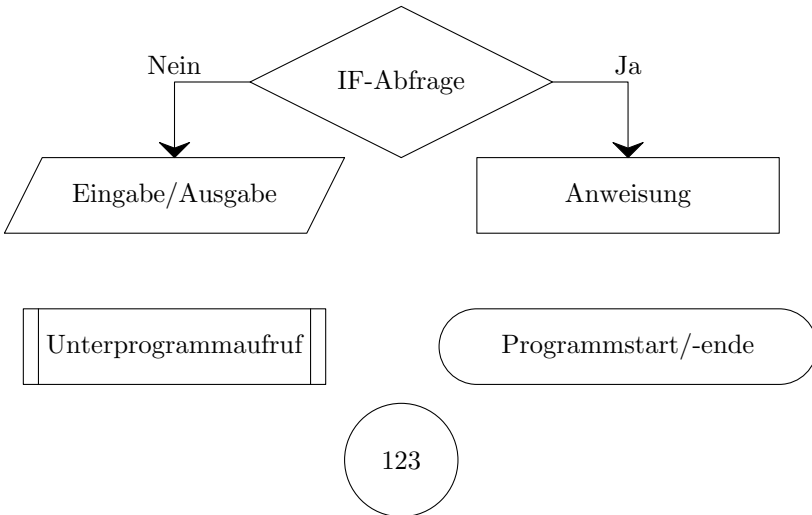 Nein
IF-Abfrage
Ja
Eingabe/Ausgabe
Anweisung
Unterprogrammaufruf
Programmstart/-ende
123